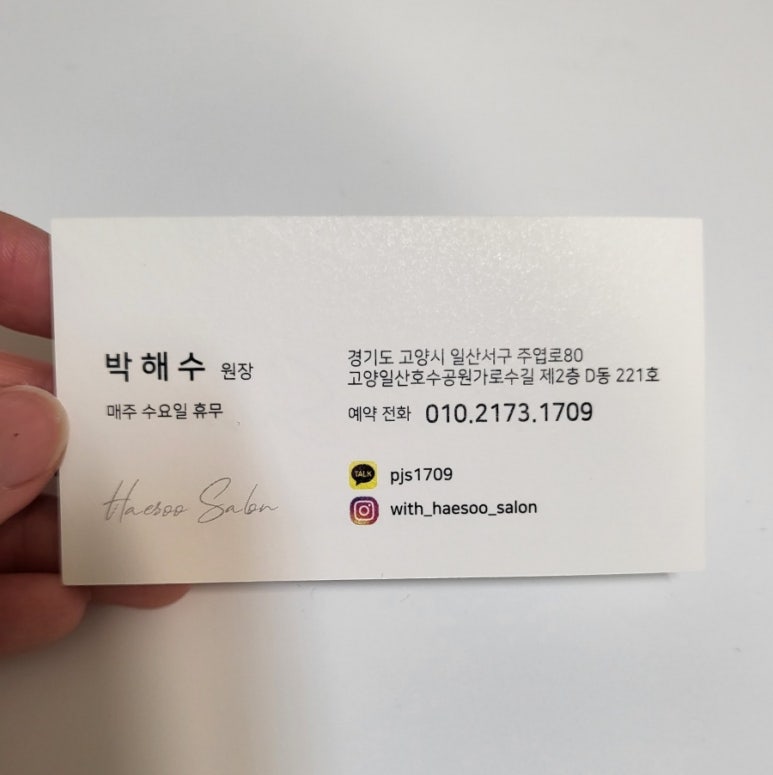 박해수 원장
매주 수요일 휴무
Haesoo Salon
경기도 고양시 일산서구 주엽로80
고양일산호수공원가로수길 제2층 D동 221호
예약 전화 010.2173.1709
TALK
pjs1709
with_haesoo_salon